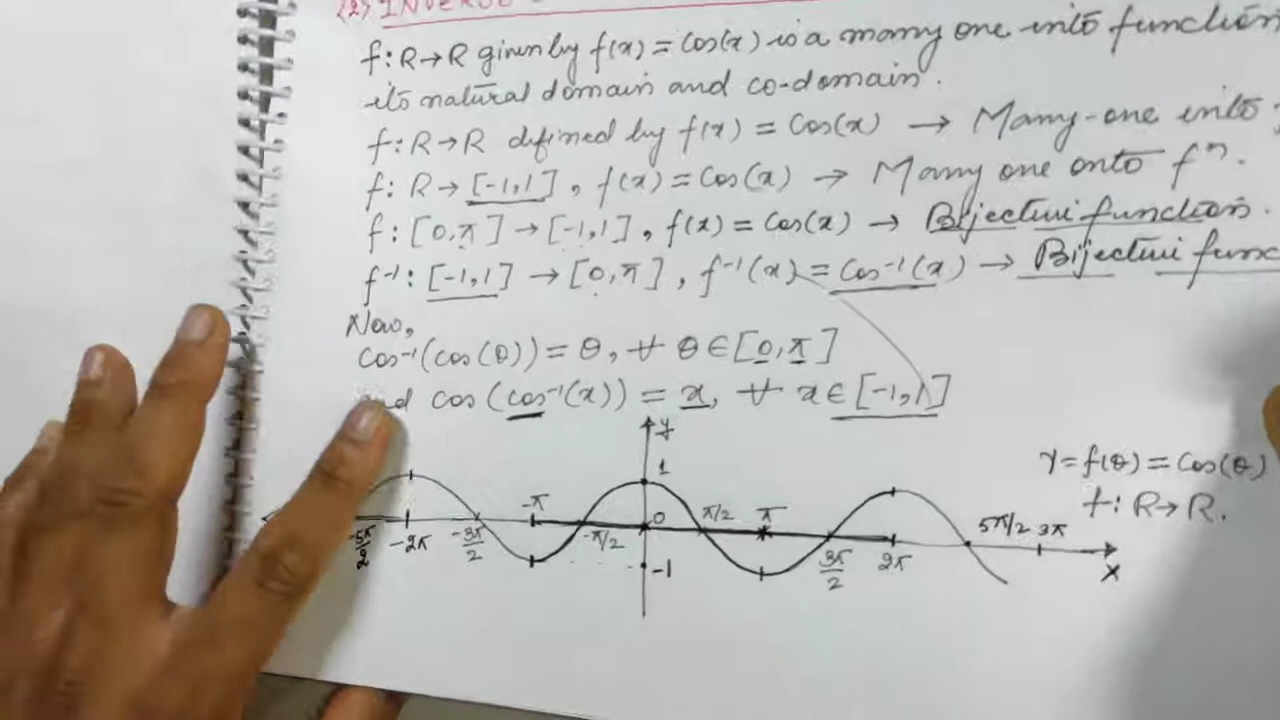 (2) INVERSE
f: R→R given by f(x) = Cos(x) is a many one into function
its natural domain and co-domain.
f: R→R defined by f(x) = Cos(x) → Many-one into
f: R→[-1,1], f(x) = Cos(x) → Many one onto fⁿ.
f: [0,π]→[-1,1], f(x) = Cos(x) → Bijective function.
f⁻¹: [-1,1] → [0,π], f⁻¹(x) = Cos⁻¹(x) → Bijective func
Now,
cos⁻¹(cos(θ)) = θ, ∀ θ∈[0,π]
and cos(cos⁻¹(x)) = x, ∀ x∈[-1,1]
y
1
Y = f(θ) = Cos(θ)
f: R→R.
-π
0
π/2
π
5π/2
3π
-5π/2
-2π
-3π/2
-π/2
-1
3π/2
2π
X